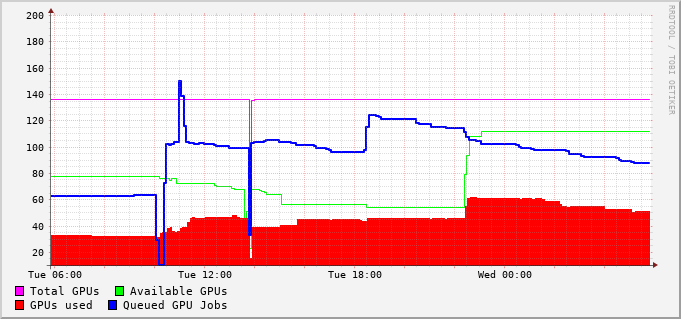 200
180
160
140
120
100
80
60
40
20
Tue 06:00 Tue 12:00 Tue 18:00 Wed 00:00
Total GPUs Available GPUs
GPUs used Queued GPU Jobs
RRDTOOL / TOBI OETIKER